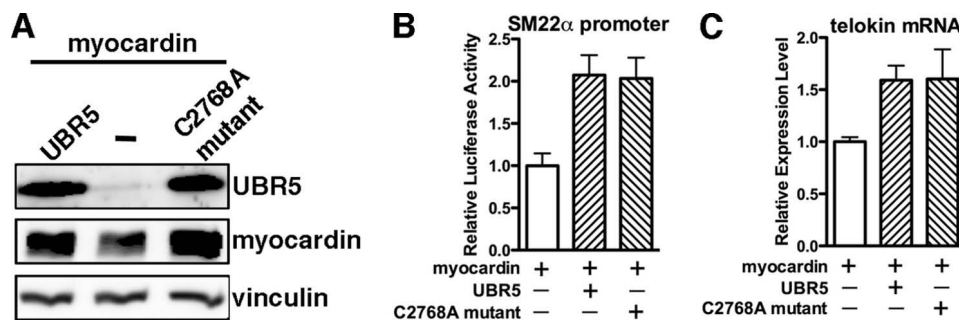 A
myocardin
UBR5
–
C2768A
mutant
UBR5
myocardin
vinculin
B
SM22α promoter
Relative Luciferase Activity
2.5
2.0
1.5
1.0
0.5
0.0
myocardin + + +
UBR5 – + –
C2768A mutant – – +
C
telokin mRNA
Relative Expression Level
2.0
1.5
1.0
0.5
0.0
myocardin + + +
UBR5 – + –
C2768A mutant – – +